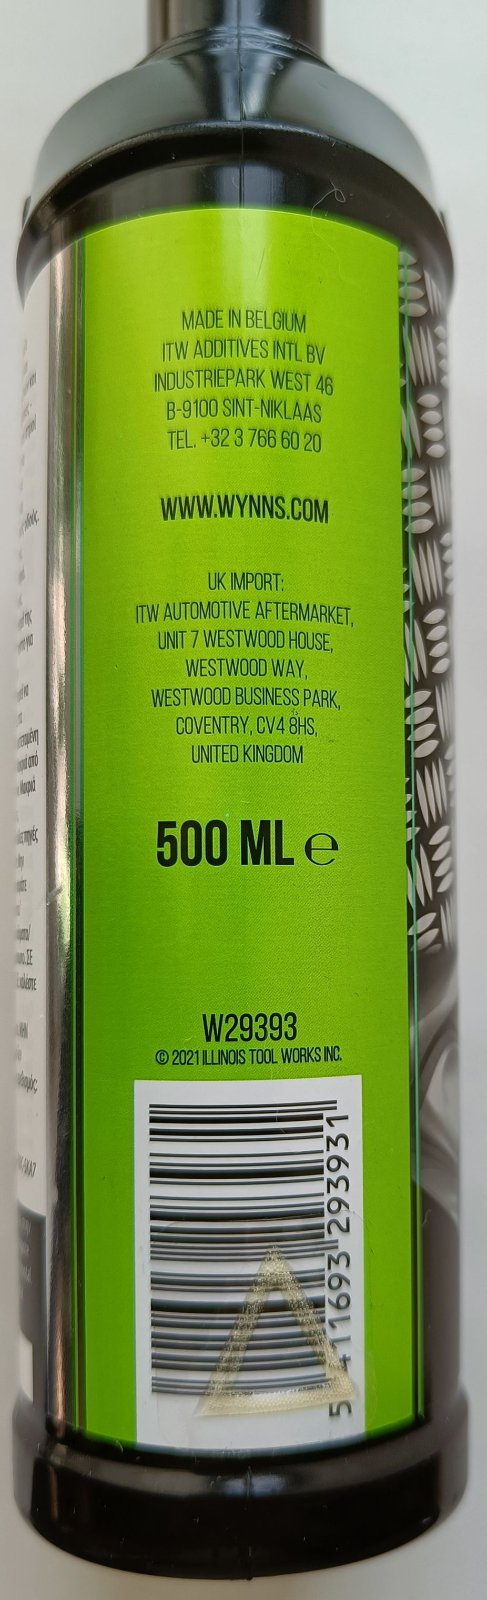 MADE IN BELGIUM
ITW ADDITIVES INTL BV
INDUSTRIEPARK WEST 46
B-9100 SINT-NIKLAAS
TEL. +32 3 766 60 20
WWW.WYNNS.COM
UK IMPORT:
ITW AUTOMOTIVE AFTERMARKET,
UNIT 7 WESTWOOD HOUSE,
WESTWOOD WAY,
WESTWOOD BUSINESS PARK,
COVENTRY, CV4 8HS,
UNITED KINGDOM
500 ML ℮
W29393
© 2021 ILLINOIS TOOL WORKS INC.
5 411693 293931